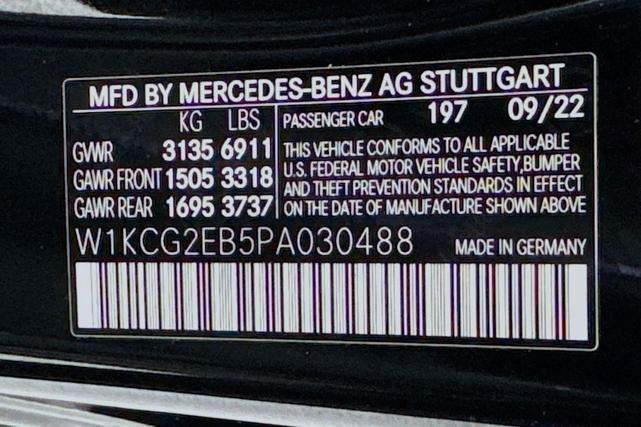 MFD BY MERCEDES-BENZ AG STUTTGART
KG LBS
GVWR 3135 6911
GAWR FRONT 1505 3318
GAWR REAR 1695 3737
PASSENGER CAR 197 09/22
THIS VEHICLE CONFORMS TO ALL APPLICABLE
U.S. FEDERAL MOTOR VEHICLE SAFETY,BUMPER
AND THEFT PREVENTION STANDARDS IN EFFECT
ON THE DATE OF MANUFACTURE SHOWN ABOVE
W1KCG2EB5PA030488 MADE IN GERMANY